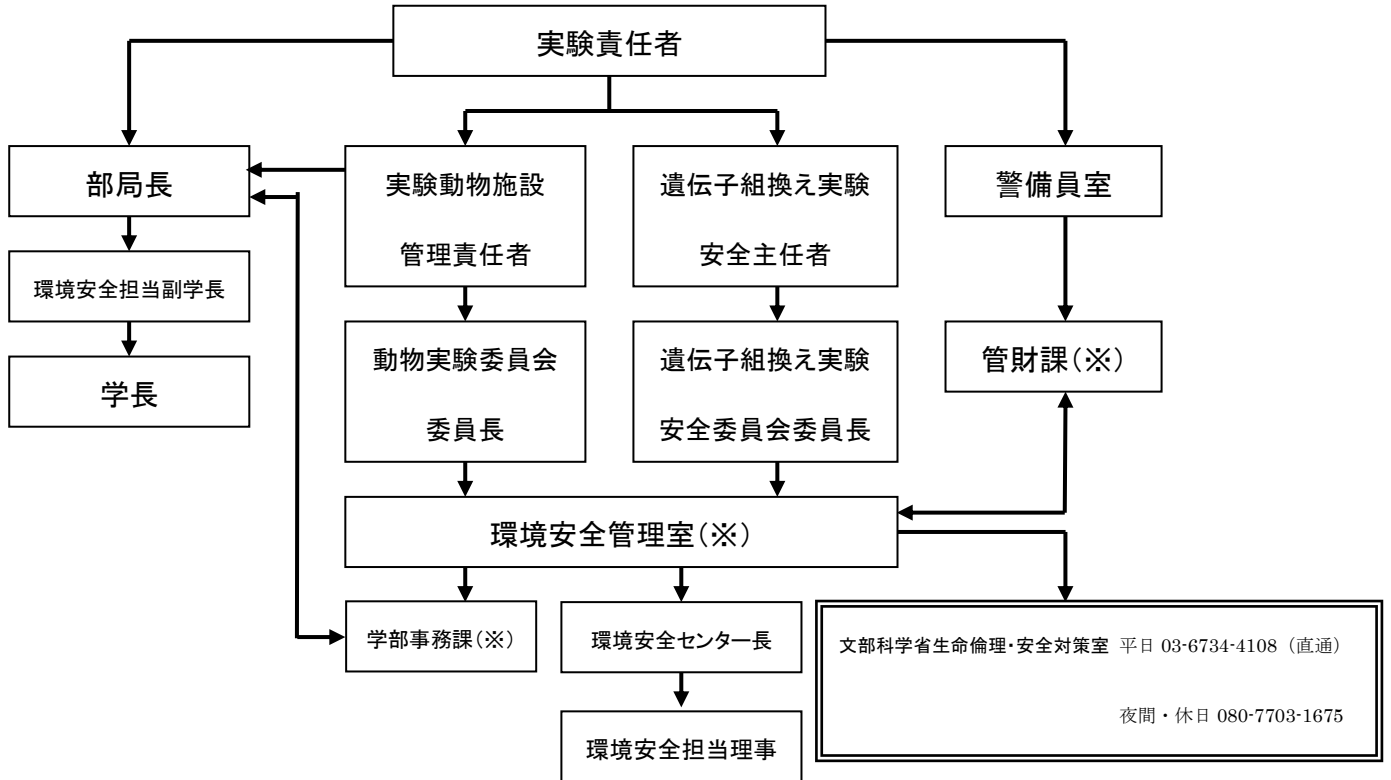 実験責任者
部局長
実験動物施設
管理責任者
遺伝子組換え実験
安全主任者
警備員室
環境安全担当副学長
動物実験委員会
委員長
遺伝子組換え実験
安全委員会委員長
管財課(※)
学長
環境安全管理室(※)
学部事務課(※)
環境安全センター長
文部科学省生命倫理・安全対策室 平日 03-6734-4108(直通)
夜間・休日 080-7703-1675
環境安全担当理事